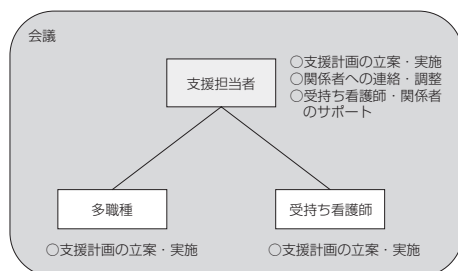 会議
支援担当者
○支援計画の立案・実施
○関係者への連絡・調整
○受持ち看護師・関係者
のサポート
多職種
受持ち看護師
○支援計画の立案・実施
○支援計画の立案・実施